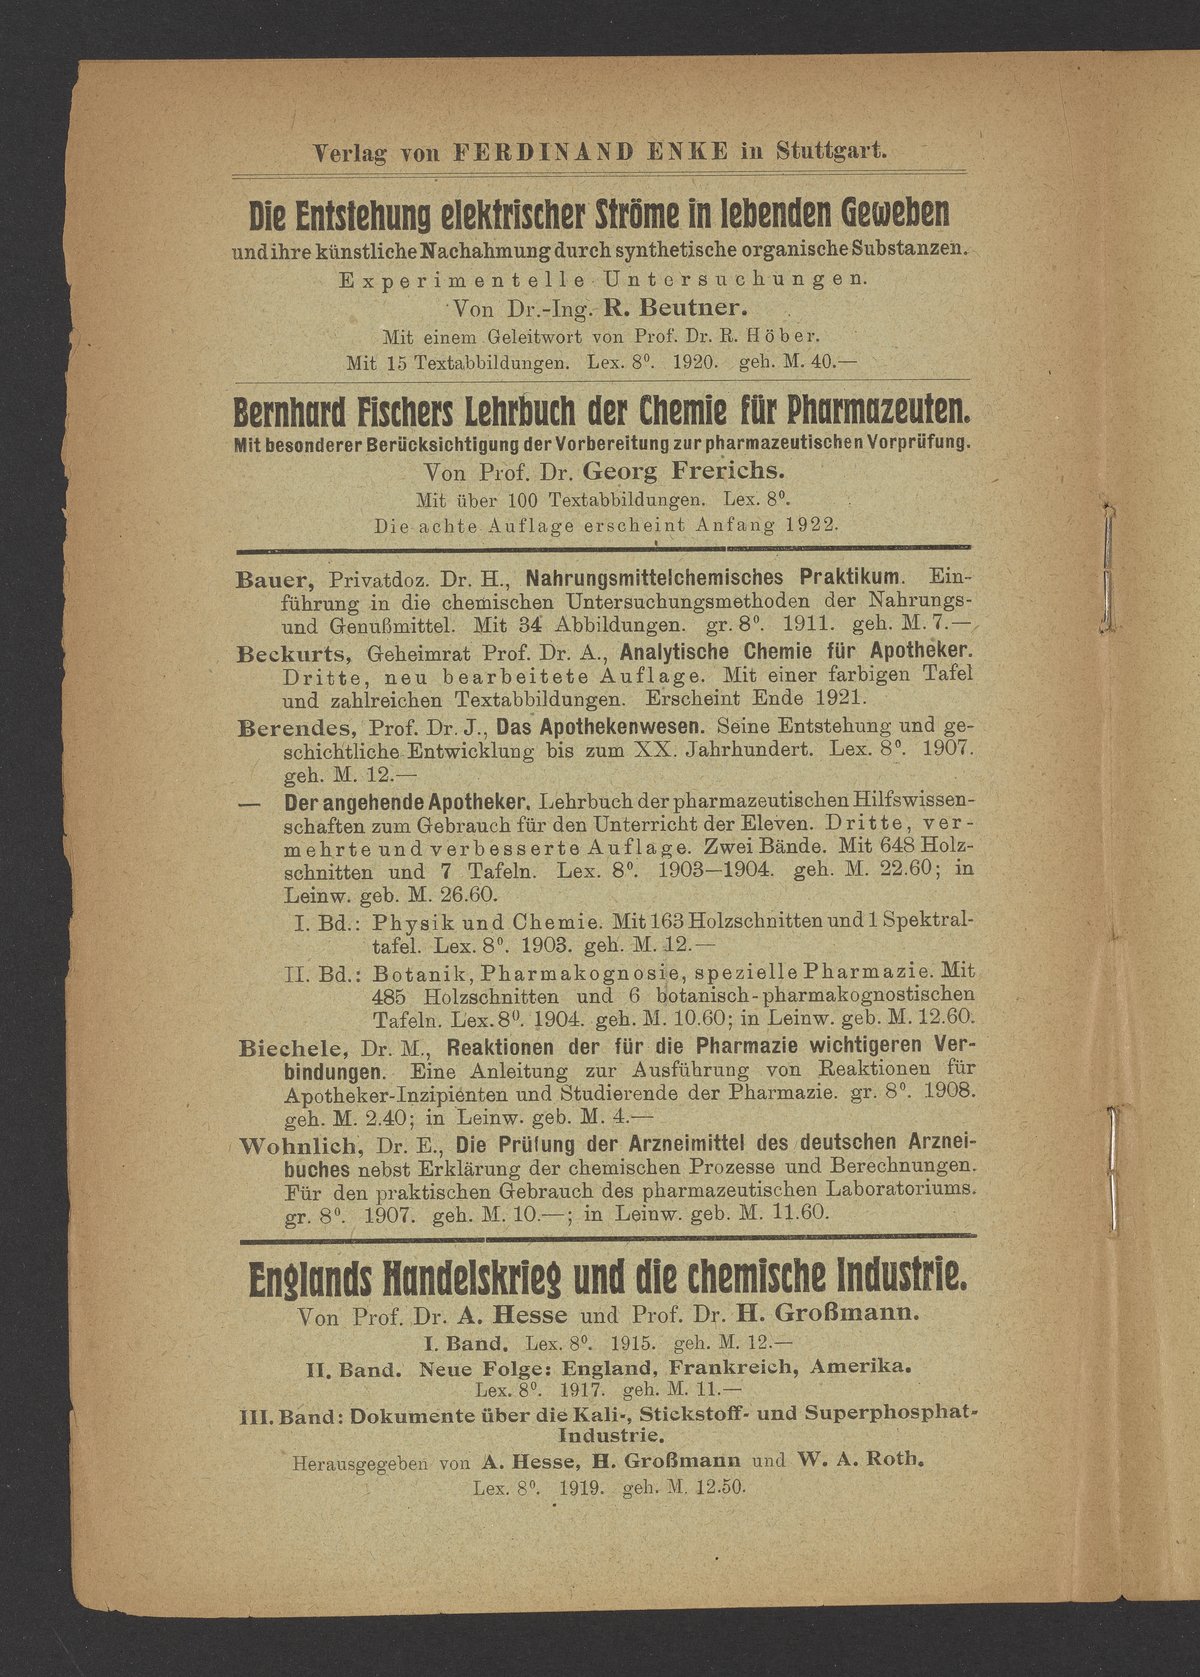 Verlag von FERDINAND ENKE in Stuttgart.
Die Entstehung elektrischer Ströme in lebenden Geweben
und ihre künstliche Nachahmung durch synthetische organische Substanzen.
Experimentelle Untersuchungen.
Von Dr.-Ing. R. Beutner.
Mit einem Geleitwort von Prof. Dr. R. Höber.
Mit 15 Textabbildungen. Lex. 8⁰. 1920. geh. M. 40.—
Bernhard Fischers Lehrbuch der Chemie für Pharmazeuten.
Mit besonderer Berücksichtigung der Vorbereitung zur pharmazeutischen Vorprüfung.
Von Prof. Dr. Georg Frerichs.
Mit über 100 Textabbildungen. Lex. 8⁰.
Die achte Auflage erscheint Anfang 1922.
Bauer, Privatdoz. Dr. H., Nahrungsmittelchemisches Praktikum. Ein-
führung in die chemischen Untersuchungsmethoden der Nahrungs-
und Genußmittel. Mit 34 Abbildungen. gr. 8⁰. 1911. geh. M. 7.—
Beckurts, Geheimrat Prof. Dr. A., Analytische Chemie für Apotheker.
Dritte, neu bearbeitete Auflage. Mit einer farbigen Tafel
und zahlreichen Textabbildungen. Erscheint Ende 1921.
Berendes, Prof. Dr. J., Das Apothekenwesen. Seine Entstehung und ge-
schichtliche Entwicklung bis zum XX. Jahrhundert. Lex. 8⁰. 1907.
geh. M. 12.—
— Der angehende Apotheker. Lehrbuch der pharmazeutischen Hilfswissen-
schaften zum Gebrauch für den Unterricht der Eleven. Dritte, ver-
mehrte und verbesserte Auflage. Zwei Bände. Mit 648 Holz-
schnitten und 7 Tafeln. Lex. 8⁰. 1903—1904. geh. M. 22.60; in
Leinw. geb. M. 26.60.
I. Bd.: Physik und Chemie. Mit 163 Holzschnitten und 1 Spektral-
tafel. Lex. 8⁰. 1903. geh. M. 12.—
II. Bd.: Botanik, Pharmakognosie, spezielle Pharmazie. Mit
485 Holzschnitten und 6 botanisch-pharmakognostischen
Tafeln. Lex. 8⁰. 1904. geh. M. 10.60; in Leinw. geb. M. 12.60.
Biechele, Dr. M., Reaktionen der für die Pharmazie wichtigeren Ver-
bindungen. Eine Anleitung zur Ausführung von Reaktionen für
Apotheker-Inzipienten und Studierende der Pharmazie. gr. 8⁰. 1908.
geh. M. 2.40; in Leinw. geb. M. 4.—
Wohnlich, Dr. E., Die Prüfung der Arzneimittel des deutschen Arznei-
buches nebst Erklärung der chemischen Prozesse und Berechnungen.
Für den praktischen Gebrauch des pharmazeutischen Laboratoriums.
gr. 8⁰. 1907. geh. M. 10.—; in Leinw. geb. M. 11.60.
Englands Handelskrieg und die chemische Industrie.
Von Prof. Dr. A. Hesse und Prof. Dr. H. Großmann.
I. Band. Lex. 8⁰. 1915. geh. M. 12.—
II. Band. Neue Folge: England, Frankreich, Amerika.
Lex. 8⁰. 1917. geh. M. 11.—
III. Band: Dokumente über die Kali-, Stickstoff- und Superphosphat-
Industrie.
Herausgegeben von A. Hesse, H. Großmann und W. A. Roth.
Lex. 8⁰. 1919. geh. M. 12.50.